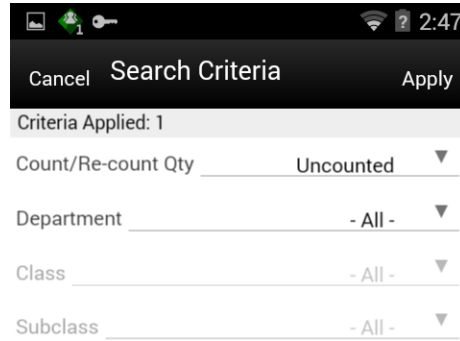 1 ? 2:47
Cancel Search Criteria Apply
Criteria Applied: 1
Count/Re-count Qty Uncounted
Department - All -
Class - All -
Subclass - All -